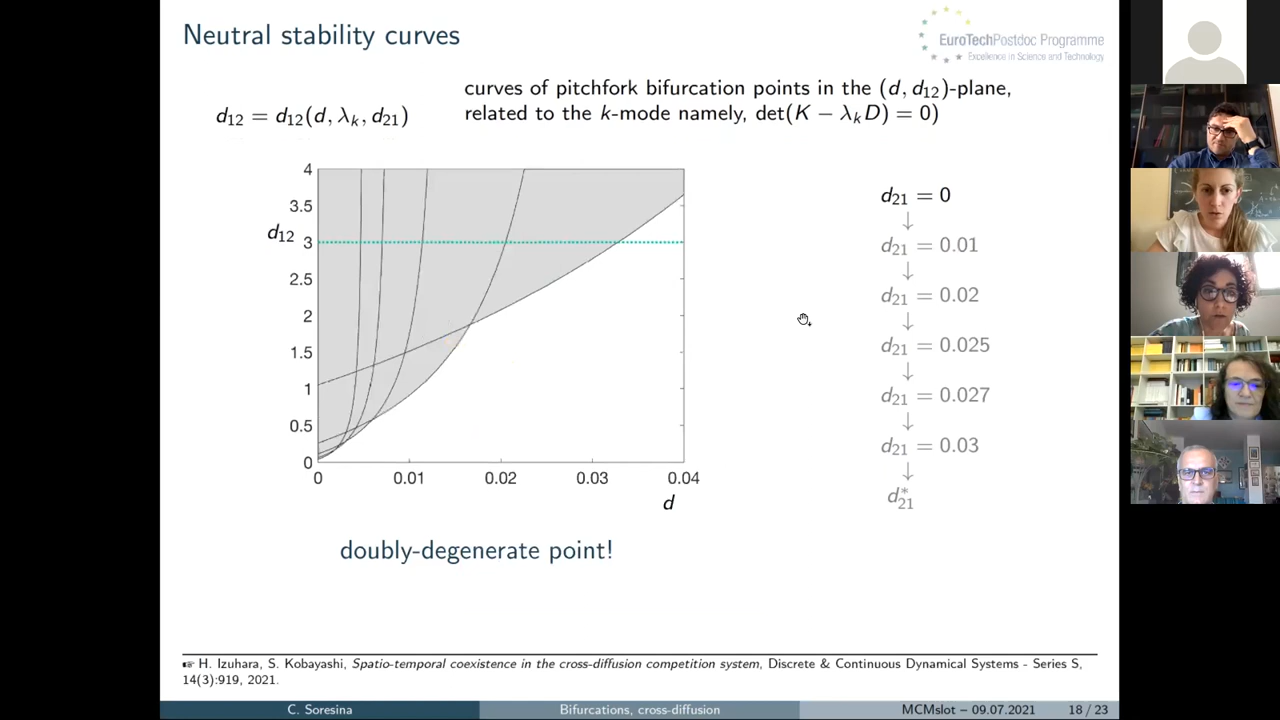 Neutral stability curves
EuroTechPostdoc Programme
Excellence in Science and Technology
d₁₂ = d₁₂(d, λₖ, d₂₁)
curves of pitchfork bifurcation points in the (d, d₁₂)-plane,
related to the k-mode namely, det(K − λₖD) = 0)
4
3.5
d₁₂
3
2.5
2
1.5
1
0.5
0
0 0.01 0.02 0.03 0.04
d
d₂₁ = 0
↓
d₂₁ = 0.01
↓
d₂₁ = 0.02
↓
d₂₁ = 0.025
↓
d₂₁ = 0.027
↓
d₂₁ = 0.03
↓
d*₂₁
doubly-degenerate point!
☞ H. Izuhara, S. Kobayashi, Spatio-temporal coexistence in the cross-diffusion competition system, Discrete & Continuous Dynamical Systems - Series S,
14(3):919, 2021.
C. Soresina Bifurcations, cross-diffusion MCMslot – 09.07.2021 18 / 23